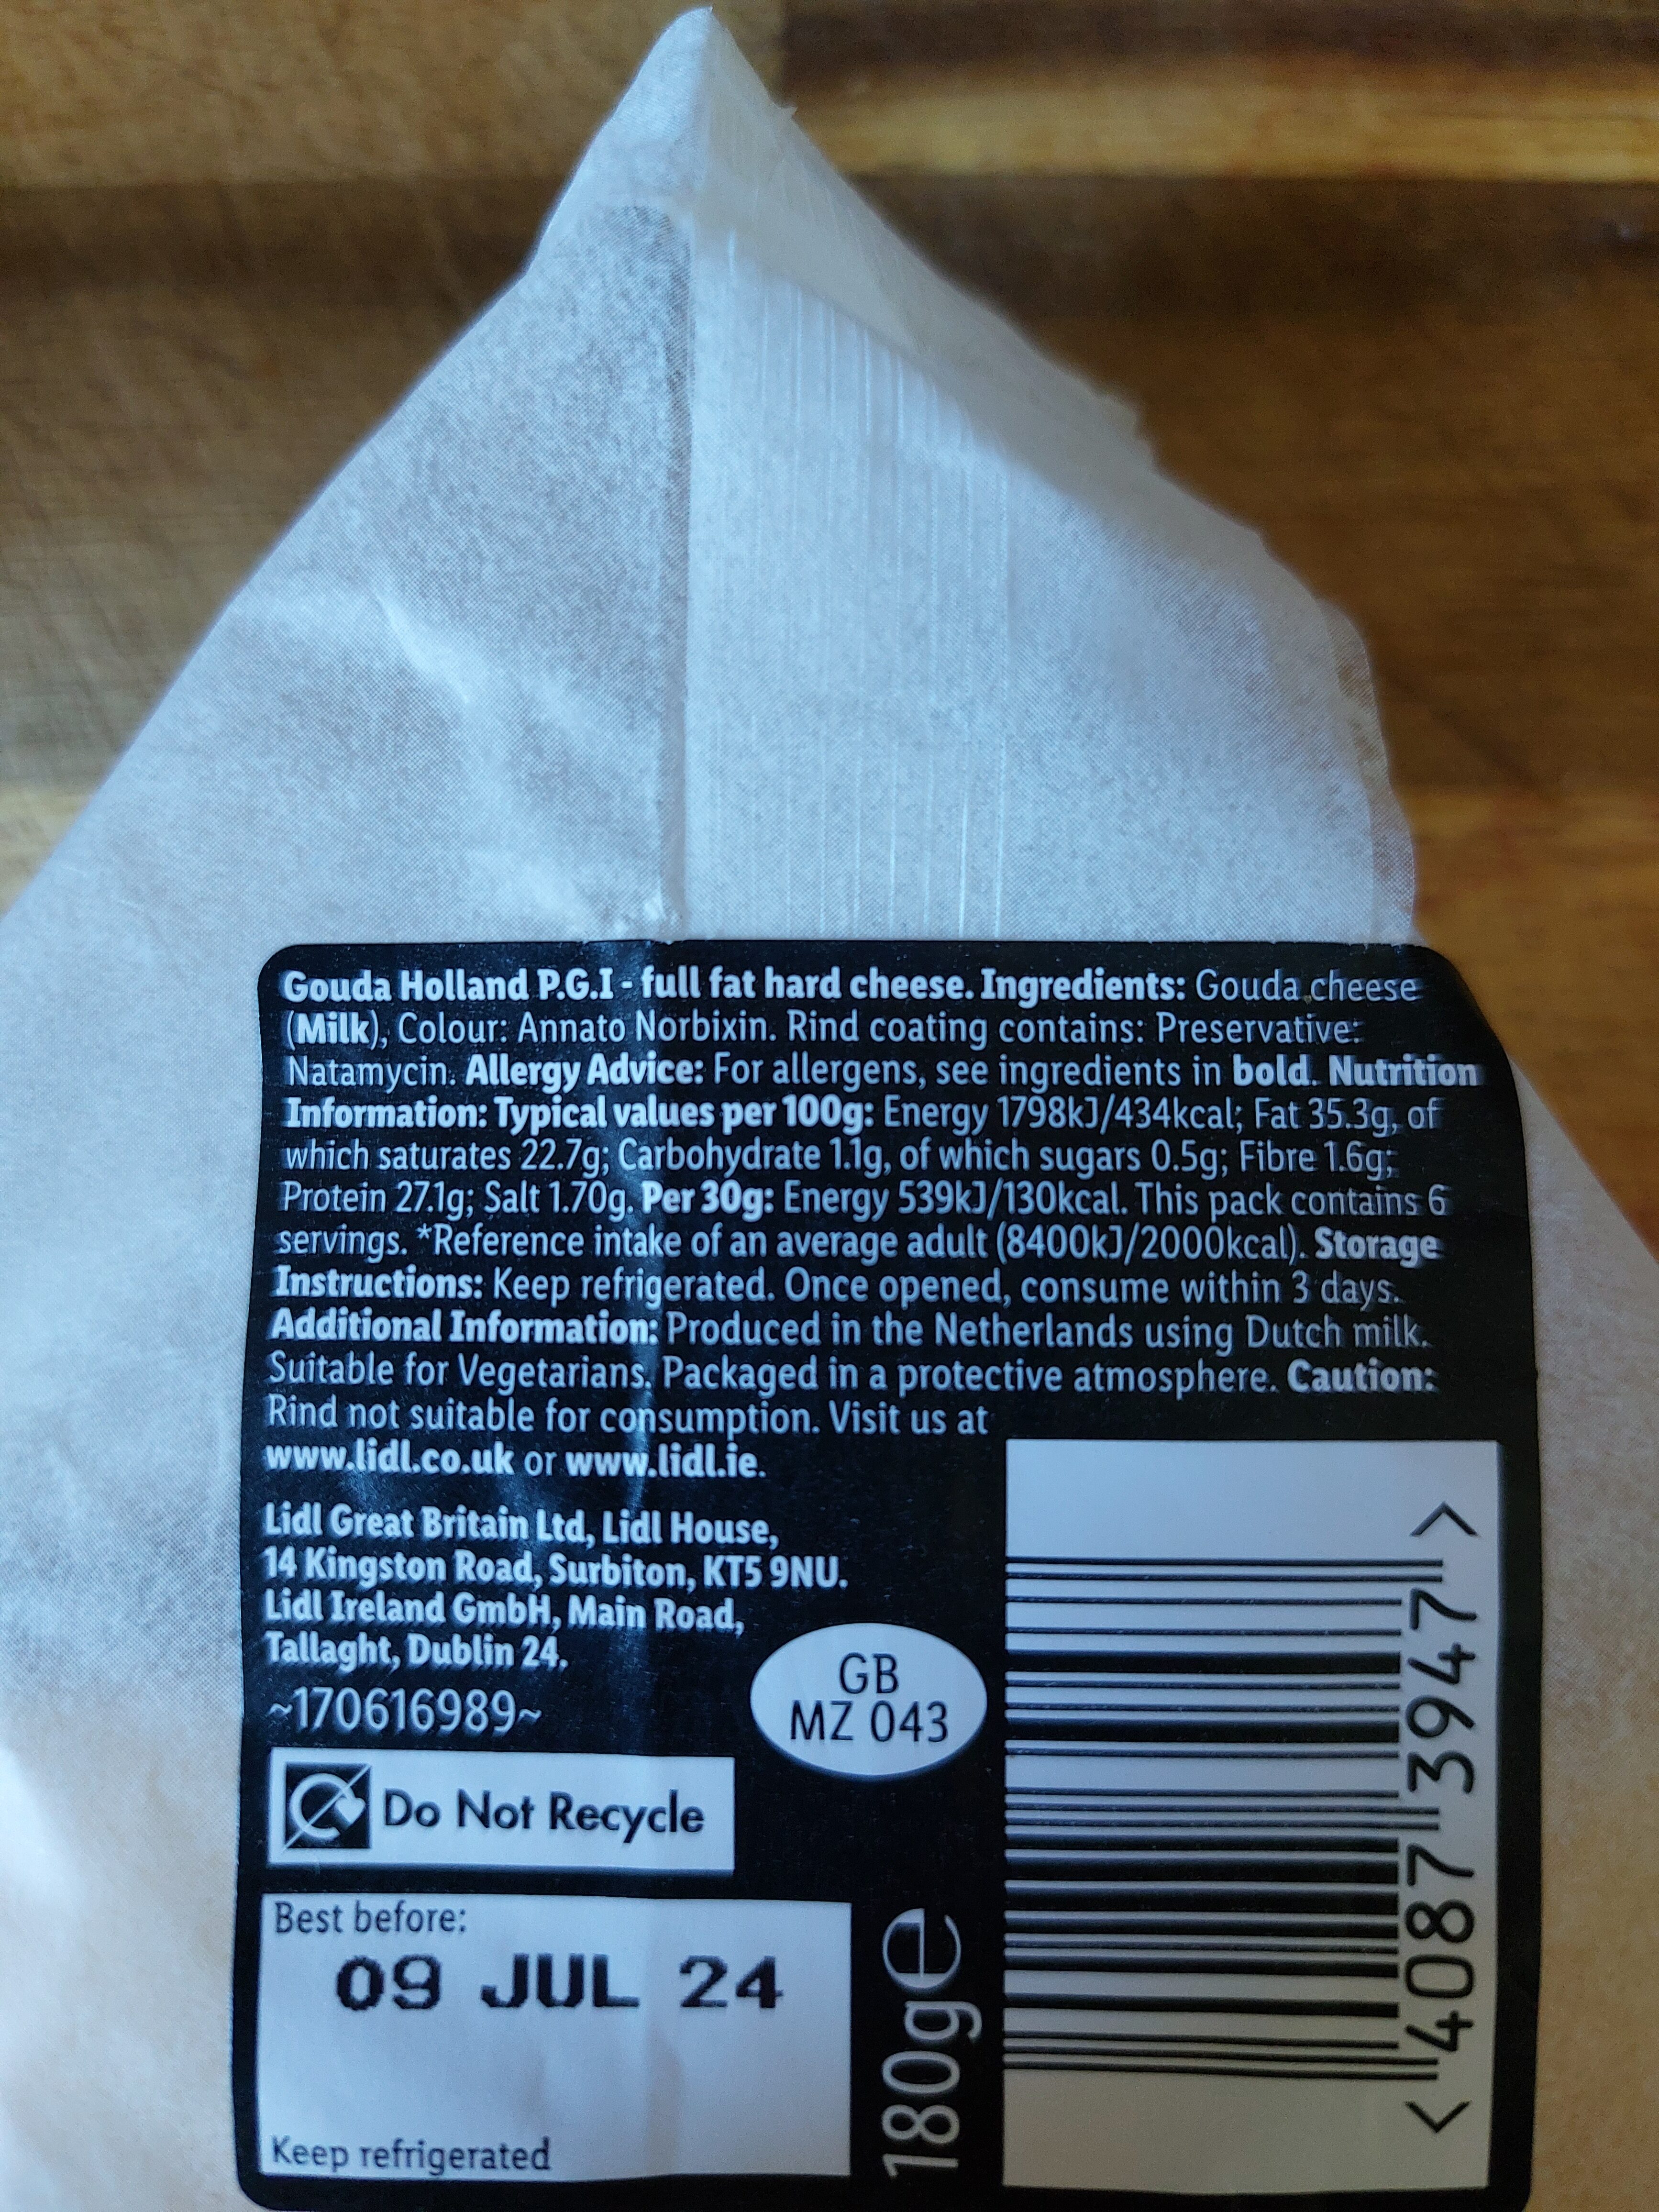 Gouda Holland P.G.I - full fat hard cheese. Ingredients: Gouda cheese
(Milk), Colour: Annato Norbixin. Rind coating contains: Preservative:
Natamycin. Allergy Advice: For allergens, see ingredients in bold. Nutrition
Information: Typical values per 100g: Energy 1798kJ/434kcal; Fat 35.3g, of
which saturates 22.7g; Carbohydrate 1.1g, of which sugars 0.5g; Fibre 1.6g;
Protein 27.1g; Salt 1.70g. Per 30g: Energy 539kJ/130kcal. This pack contains 6
servings. *Reference intake of an average adult (8400kJ/2000kcal). Storage
Instructions: Keep refrigerated. Once opened, consume within 3 days.
Additional Information: Produced in the Netherlands using Dutch milk.
Suitable for Vegetarians. Packaged in a protective atmosphere. Caution:
Rind not suitable for consumption. Visit us at
www.lidl.co.uk or www.lidl.ie.
Lidl Great Britain Ltd, Lidl House,
14 Kingston Road, Surbiton, KT5 9NU.
Lidl Ireland GmbH, Main Road,
Tallaght, Dublin 24.
~170616989~
GB
MZ 043
Do Not Recycle
Best before:
09 JUL 24
Keep refrigerated
180g℮
<4087 3947>